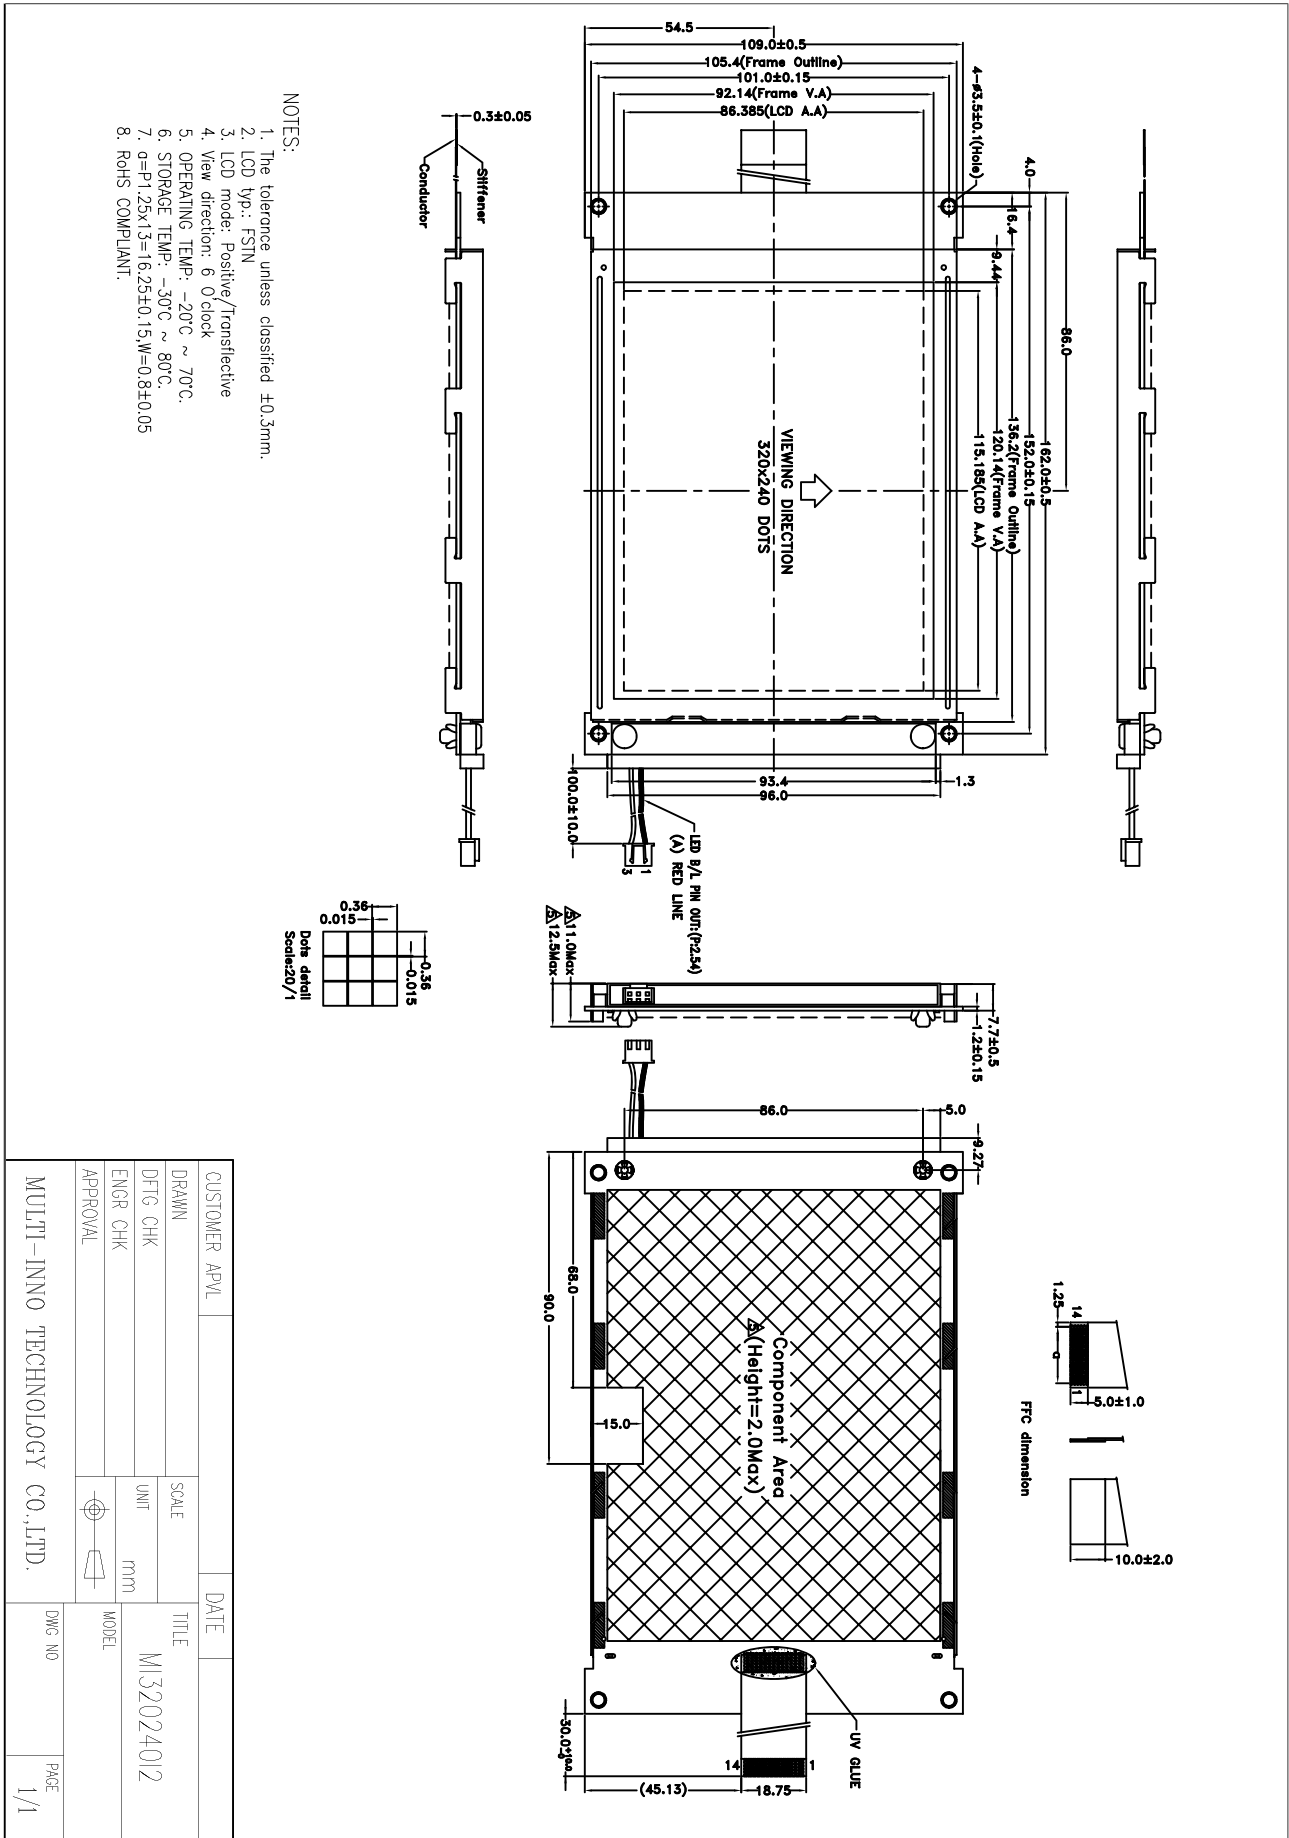 54.5
109.0±0.5
105.4(Frame Outline)
101.0±0.15
92.14(Frame V.A)
86.385(LCD A.A)
4-ø3.5±0.1(Hole)
4.0
16.4
9.44
86.0
162.0±0.5
152.0±0.15
136.2(Frame Outline)
120.14(Frame V.A)
115.185(LCD A.A)
VIEWING DIRECTION
320x240 DOTS
93.4
96.0
1.3
100.0±10.0
LED B/L PIN OUT:(P:2.54)
(A) RED LINE
1
3
0.3±0.05
Stiffener
Conductor
NOTES:
1. The tolerance unless classified ±0.3mm.
2. LCD typ.: FSTN
3. LCD mode: Positive/Transflective
4. View direction: 6 O'clock
5. OPERATING TEMP: -20°C ~ 70°C.
6. STORAGE TEMP: -30°C ~ 80°C.
7. a=P1.25x13=16.25±0.15,W=0.8±0.05
8. RoHS COMPLIANT.
0.36
0.015
0.36
0.015
Dots detail
Scale:20/1
5 11.0Max
5 12.5Max
7.7±0.5
1.2±0.15
86.0
5.0
9.27
68.0
90.0
15.0
Component Area
5 (Height=2.0Max)
UV GLUE
14
1
30.0+10.0
-0
(45.13)
18.75
1.25
14
a
1
5.0±1.0
10.0±2.0
FFC dimension
CUSTOMER APVL
DATE
DRAWN
DFTG CHK
ENGR CHK
APPROVAL
SCALE
UNIT
mm
TITLE
MI320240I2
MODEL
DWG NO
PAGE
1/1
MULTI-INNO TECHNOLOGY CO.,LTD.